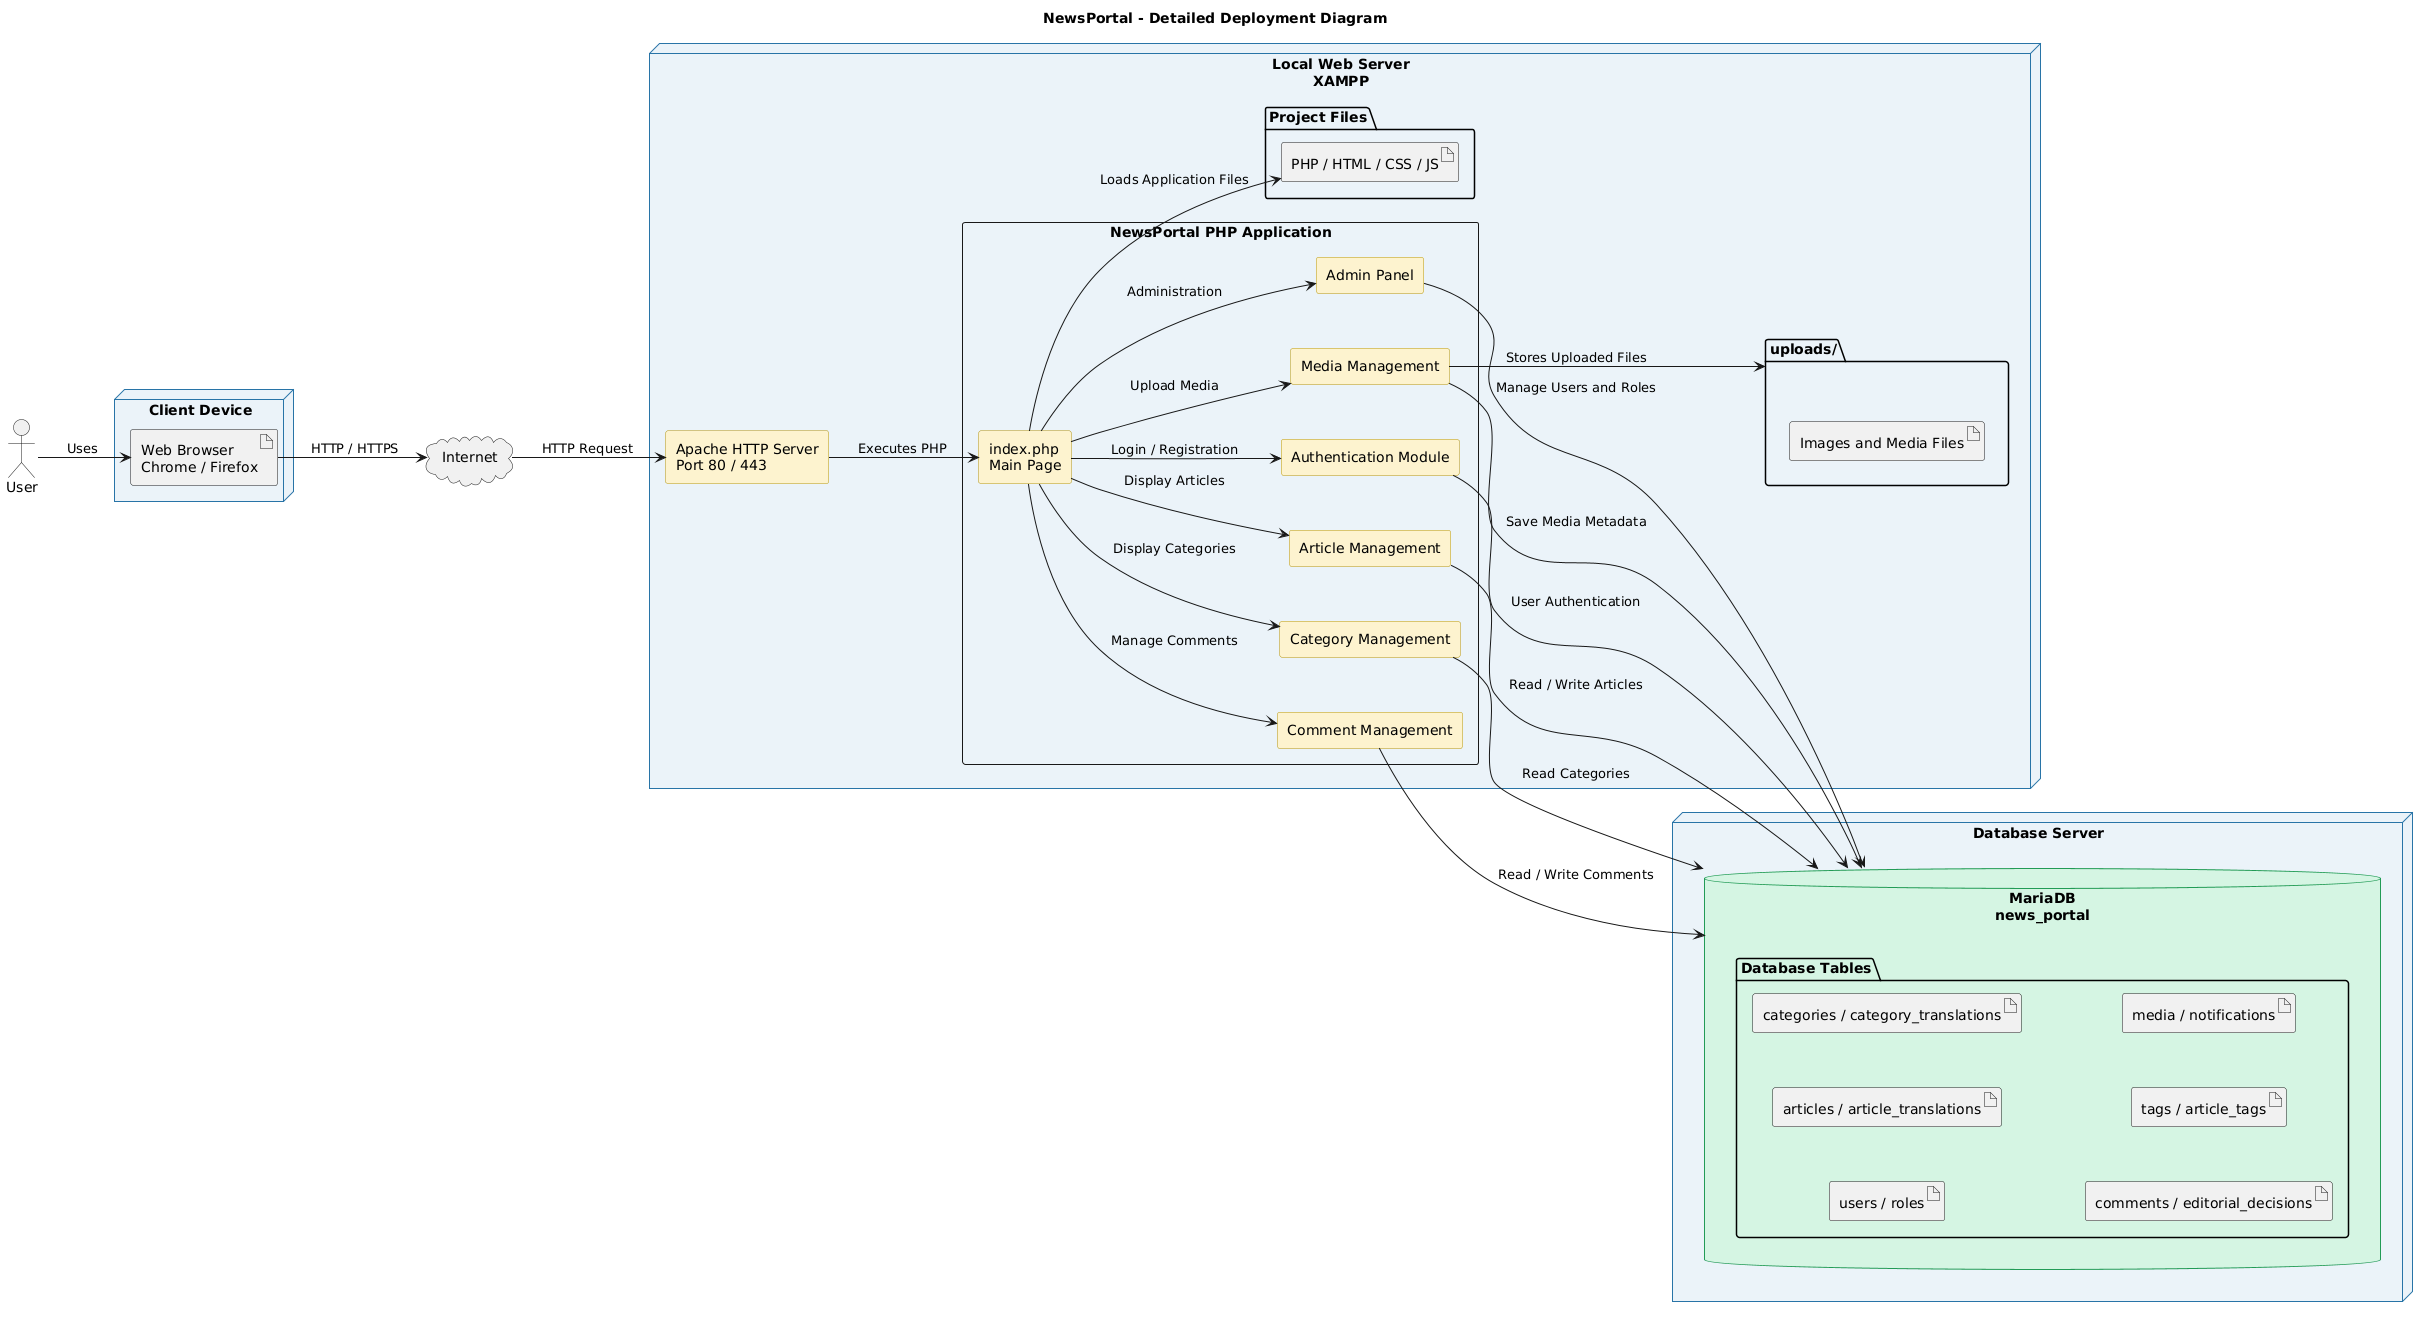 NewsPortal - Detailed Deployment Diagram
Local Web Server
XAMPP
Project Files
PHP / HTML / CSS / JS
Loads Application Files
NewsPortal PHP Application
Admin Panel
Administration
Media Management
Upload Media
Stores Uploaded Files
Manage Users and Roles
uploads/
Images and Media Files
Client Device
Web Browser
Chrome / Firefox
User
Uses
HTTP / HTTPS
Internet
HTTP Request
Apache HTTP Server
Port 80 / 443
Executes PHP
index.php
Main Page
Login / Registration
Authentication Module
Display Articles
Article Management
Display Categories
Category Management
Manage Comments
Comment Management
Save Media Metadata
User Authentication
Read / Write Articles
Read Categories
Read / Write Comments
Database Server
MariaDB
news_portal
Database Tables
categories / category_translations
media / notifications
articles / article_translations
tags / article_tags
users / roles
comments / editorial_decisions